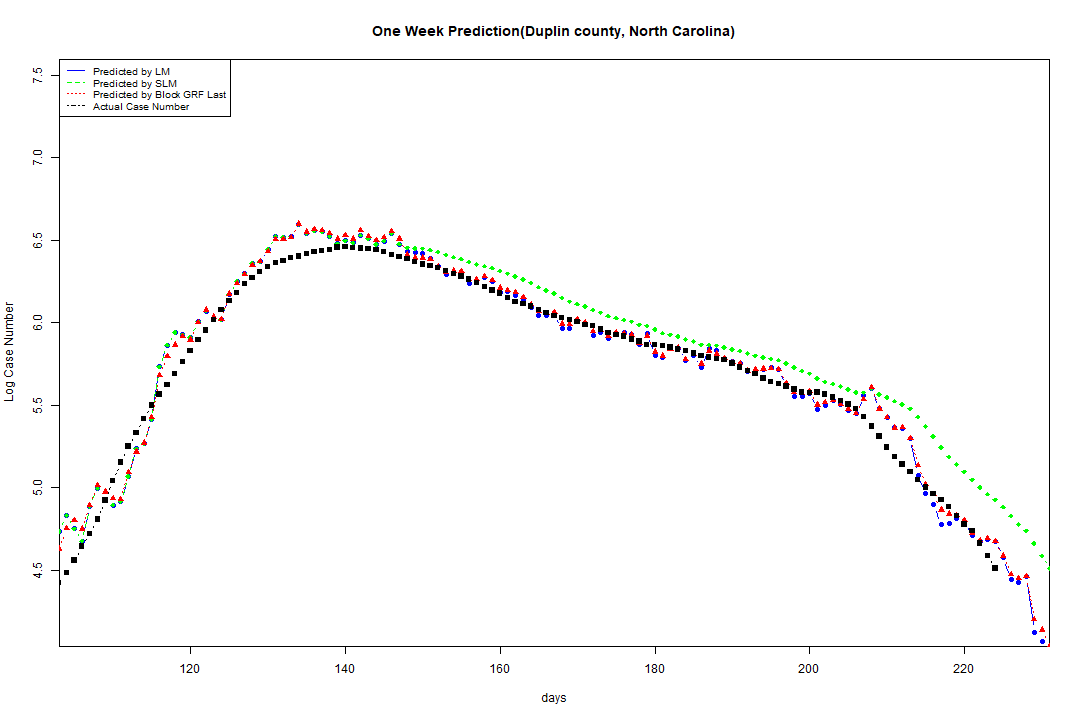 One Week Prediction(Duplin county, North Carolina)
Predicted by LM
Predicted by SLM
Predicted by Block GRF Last
Actual Case Number
7.5
7.0
6.5
6.0
5.5
5.0
4.5
Log Case Number
120 140 160 180 200 220
days